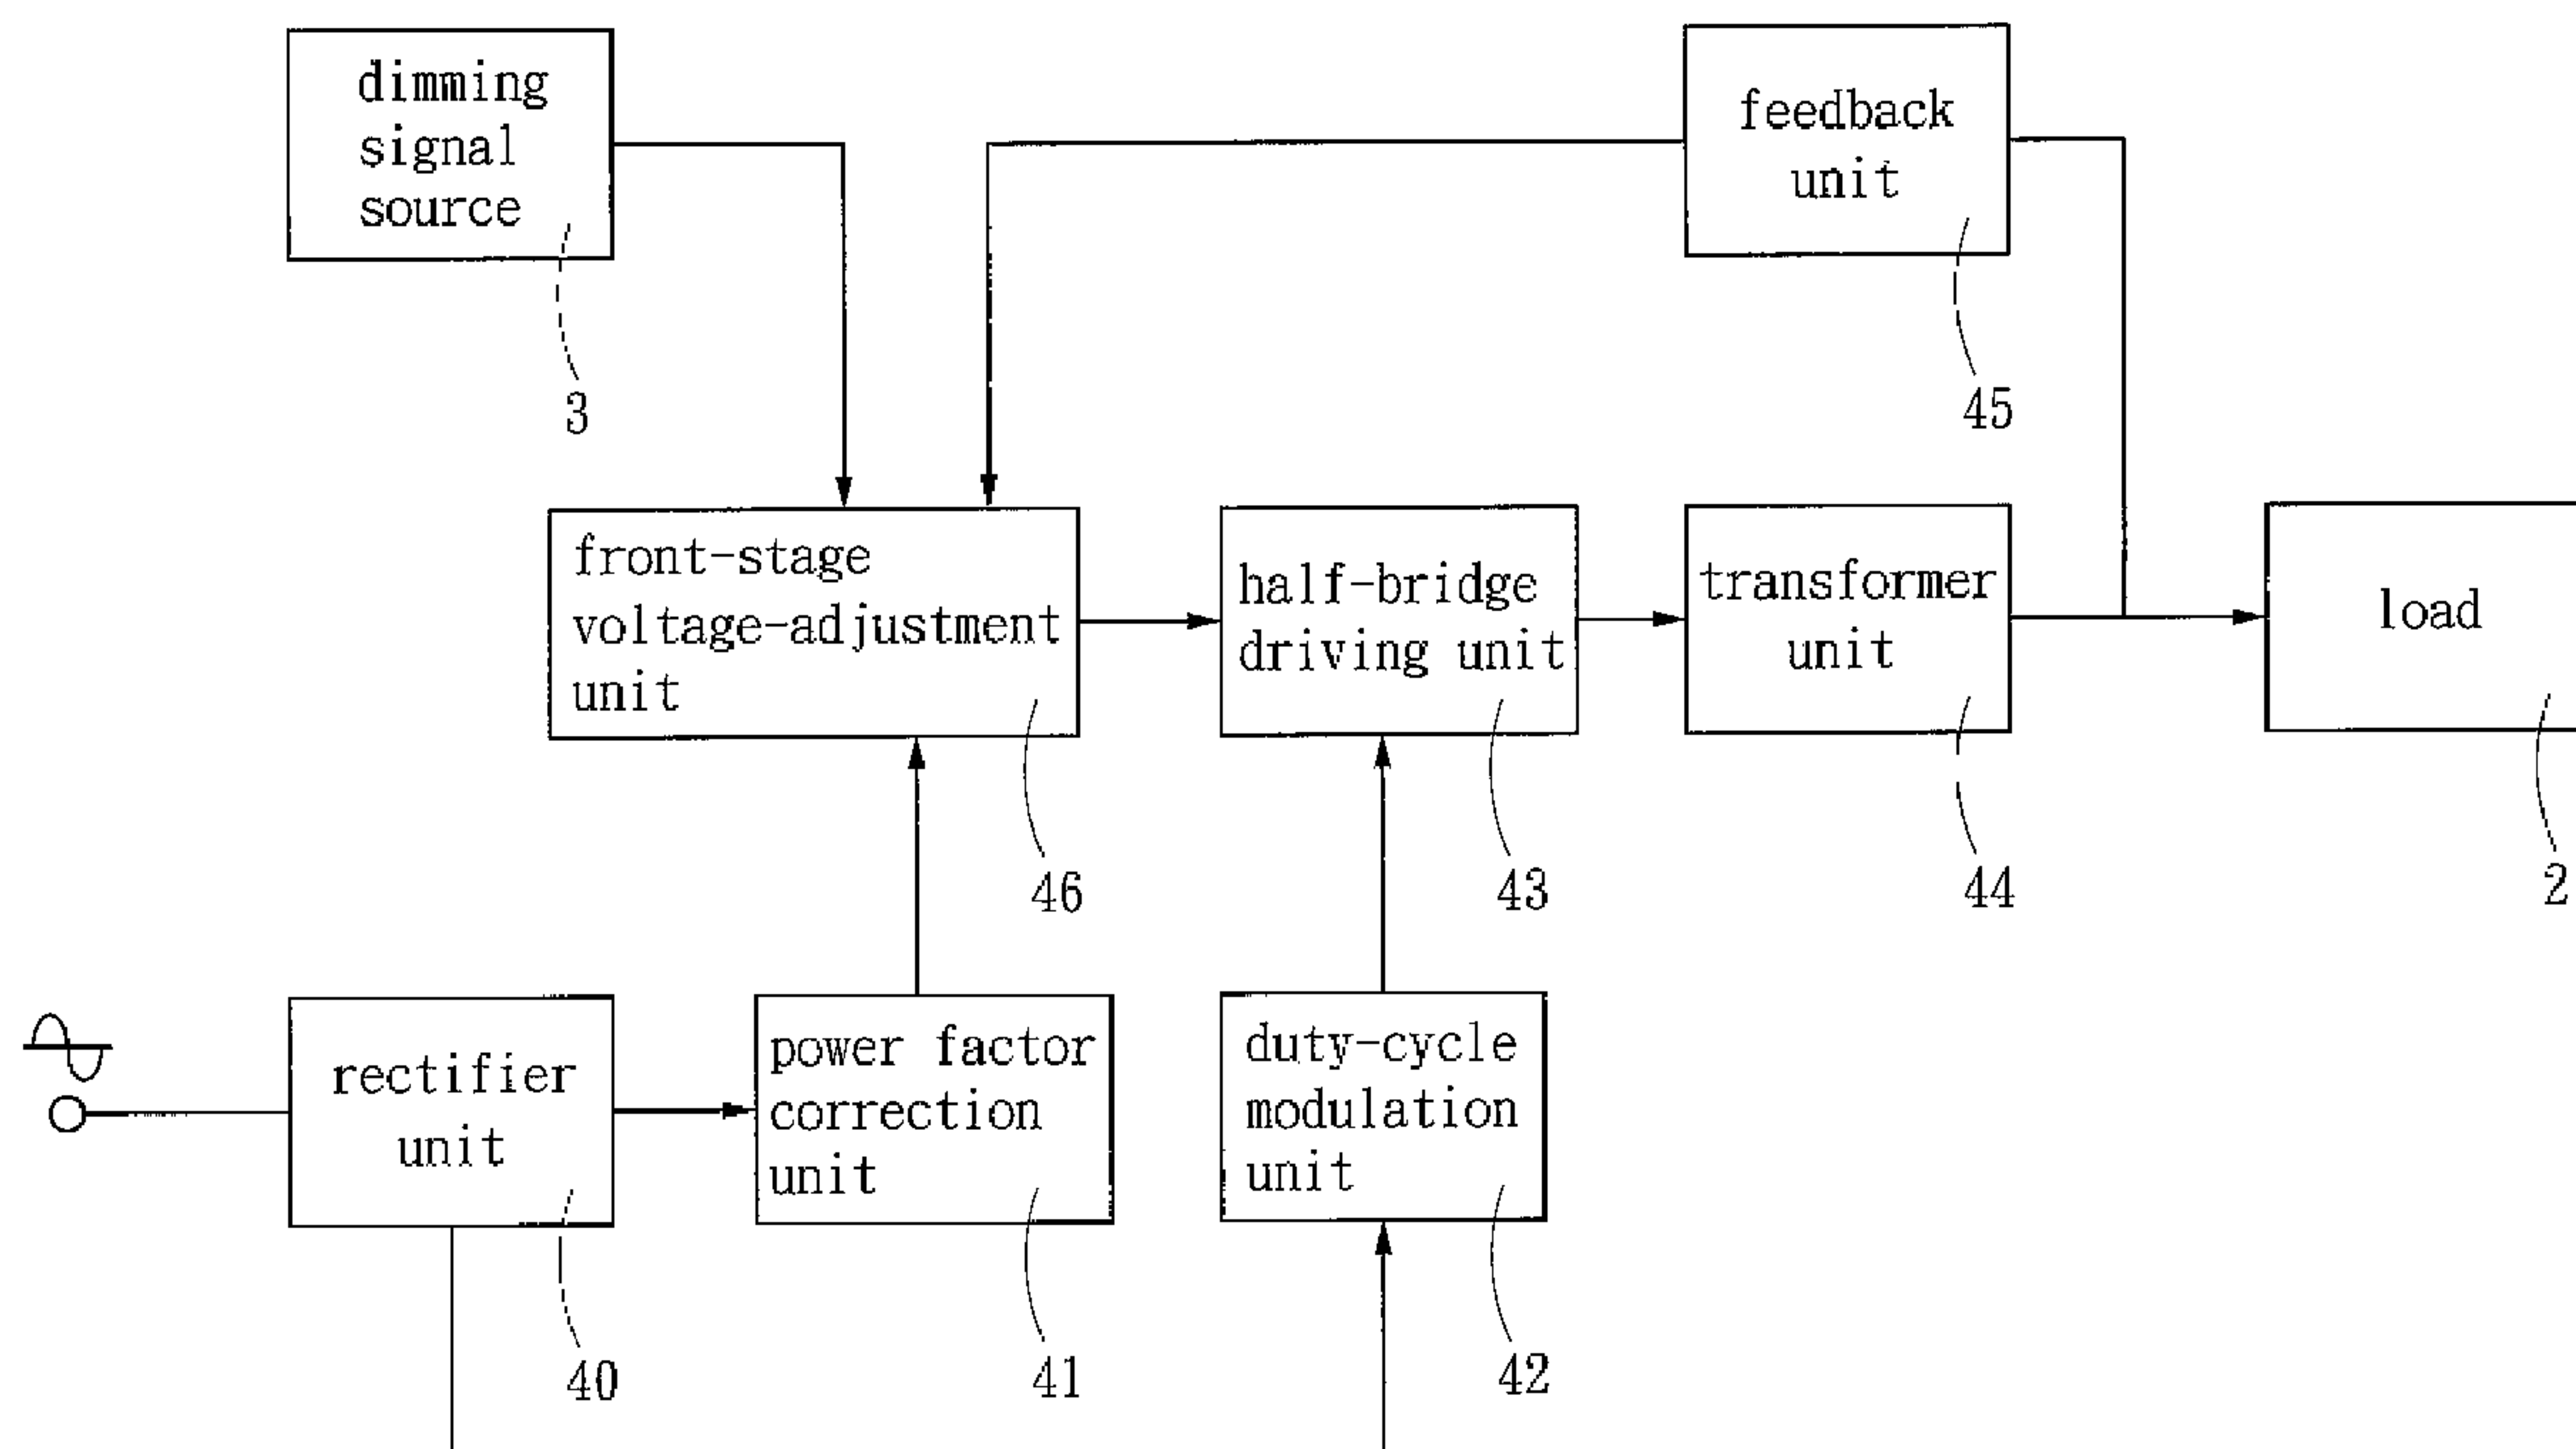 dimming
signal
source
3
feedback
unit
45
front-stage
voltage-adjustment
unit
46
half-bridge
driving unit
43
transformer
unit
44
load
2
rectifier
unit
40
power factor
correction
unit
41
duty-cycle
modulation
unit
42